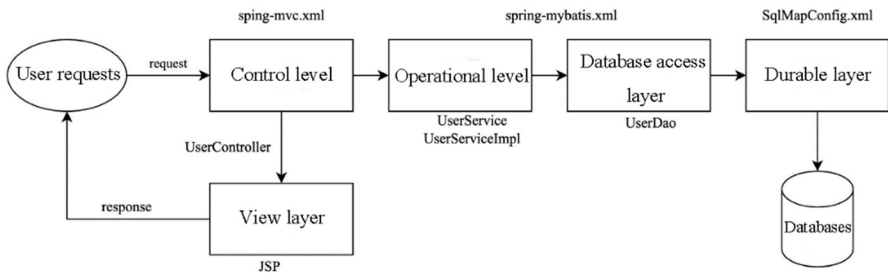 sping-mvc.xml
spring-mybatis.xml
SqlMapConfig.xml
User requests
request
Control level
Operational level
Database access
layer
Durable layer
UserService
UserServiceImpl
UserDao
UserController
response
View layer
JSP
Databases